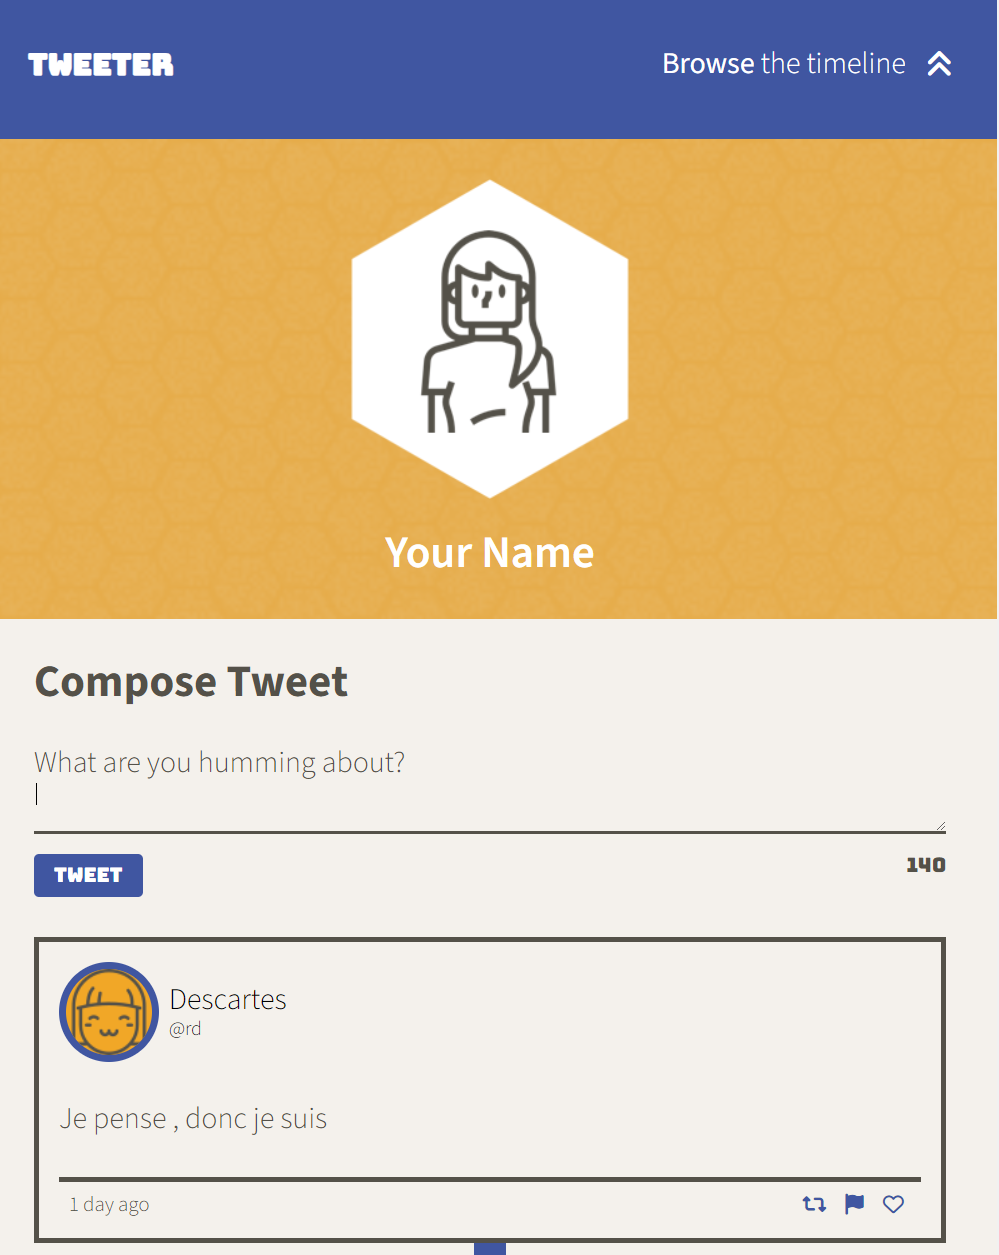 TWEETER
Browse the timeline
Your Name
Compose Tweet
What are you humming about?
TWEET
140
Descartes
@rd
Je pense , donc je suis
1 day ago